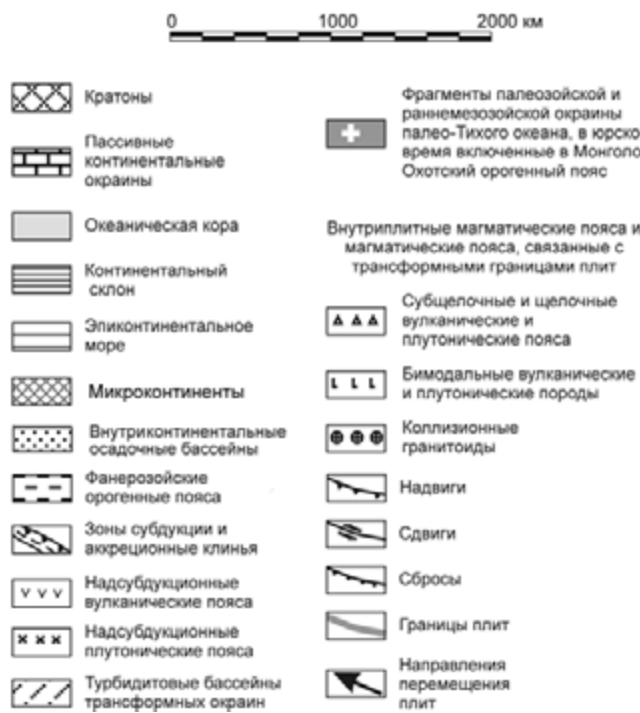 0 1000 2000 км
Кратоны
Пассивные
континентальные
окраины
Океаническая кора
Континентальный
склон
Эпиконтинентальное
море
Микроконтиненты
Внутриконтинентальные
осадочные бассейны
Фанерозойские
орогенные пояса
Зоны субдукции и
аккреционные клинья
Надсубдукционные
вулканические пояса
Надсубдукционные
плутонические пояса
Турбидитовые бассейны
трансформных окраин
Фрагменты палеозойской и
раннемезозойской окраины
палео-Тихого океана, в юрско
время включенные в Монголо
Охотский орогенный пояс
Внутриплитные магматические пояса и
магматические пояса, связанные с
трансформными границами плит
Субщелочные и щелочные
вулканические и
плутонические пояса
Бимодальные вулканические
и плутонические породы
Коллизионные
гранитоиды
Надвиги
Сдвиги
Сбросы
Границы плит
Направления
перемещения
плит